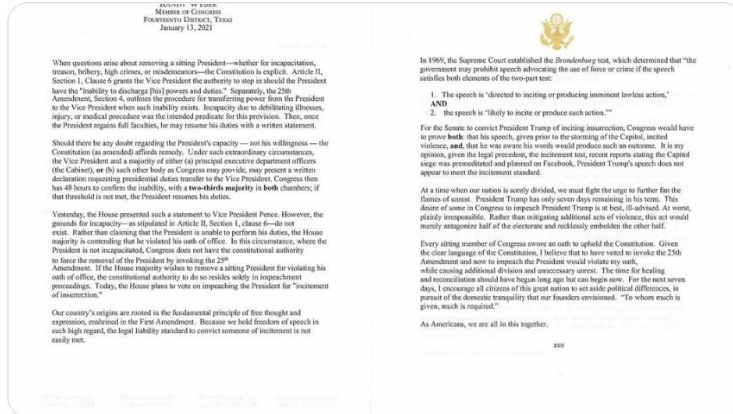 RANDY WEBER
MEMBER OF CONGRESS
FOURTEENTH DISTRICT, TEXAS
January 13, 2021
When questions arise about removing a sitting President—whether for incapacitation,
treason, bribery, high crimes, or misdemeanors—the Constitution is explicit. Article II,
Section 1, Clause 6 grants the Vice President the authority to step in should the President
have the "inability to discharge [his] powers and duties." Separately, the 25th
Amendment, Section 4, outlines the procedure for transferring power from the President
to the Vice President when such inability exists. Incapacity due to debilitating illnesses,
injury, or medical procedure was the intended predicate for this provision. Then, once
the President regains full faculties, he may resume his duties with a written statement.
Should there be any doubt regarding the President's capacity — not his willingness — the
Constitution (as amended) affords remedy. Under such extraordinary circumstances,
the Vice President and a majority of either (a) principal executive department officers
(the Cabinet), or (b) such other body as Congress may provide, may present a written
declaration requesting presidential duties transfer to the Vice President. Congress then
has 48 hours to confirm the inability, with a two-thirds majority in both chambers; if
that threshold is not met, the President resumes his duties.
Yesterday, the House presented such a statement to Vice President Pence. However, the
grounds for incapacity—as stipulated in Article II, Section 1, clause 6—do not
exist. Rather than claiming that the President is unable to perform his duties, the House
majority is contending that he violated his oath of office. In this circumstance, where the
President is not incapacitated, Congress does not have the constitutional authority
to force the removal of the President by invoking the 25th
Amendment. If the House majority wishes to remove a sitting President for violating his
oath of office, the constitutional authority to do so resides solely in impeachment
proceedings. Today, the House plans to vote on impeaching the President for "incitement
of insurrection."
Our country's origins are rooted in the fundamental principle of free thought and
expression, enshrined in the First Amendment. Because we hold freedom of speech in
such high regard, the legal liability standard to convict someone of incitement is not
easily met.
In 1969, the Supreme Court established the Brandenburg test, which determined that "the
government may prohibit speech advocating the use of force or crime if the speech
satisfies both elements of the two-part test:
1. The speech is 'directed to inciting or producing imminent lawless action,'
AND
2. the speech is 'likely to incite or produce such action.'"
For the Senate to convict President Trump of inciting insurrection, Congress would have
to prove both: that his speech, given prior to the storming of the Capitol, incited
violence, and, that he was aware his words would produce such an outcome. It is my
opinion, given the legal precedent, the incitement test, recent reports stating the Capitol
siege was premeditated and planned on Facebook, President Trump's speech does not
appear to meet the incitement standard.
At a time when our nation is sorely divided, we must fight the urge to further fan the
flames of unrest. President Trump has only seven days remaining in his term. This
desire of some in Congress to impeach President Trump is at best, ill-advised. At worst,
plainly irresponsible. Rather than mitigating additional acts of violence, this act would
merely antagonize half of the electorate and recklessly embolden the other half.
Every sitting member of Congress swore an oath to uphold the Constitution. Given
the clear language of the Constitution, I believe that to have voted to invoke the 25th
Amendment and now to impeach the President would violate my oath,
while causing additional division and unnecessary unrest. The time for healing
and reconciliation should have begun long ago but can begin now. For the next seven
days, I encourage all citizens of this great nation to set aside political differences, in
pursuit of the domestic tranquility that our founders envisioned. "To whom much is
given, much is required."
As Americans, we are all in this together.
###